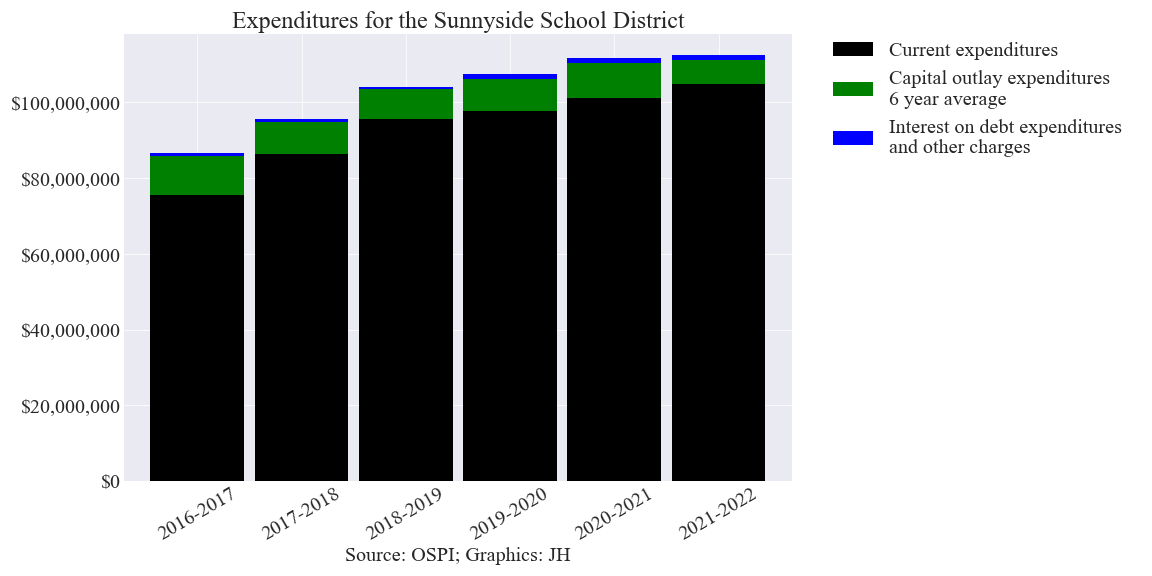 Expenditures for the Sunnyside School District
Current expenditures
Capital outlay expenditures
6 year average
Interest on debt expenditures
and other charges
$100,000,000
$80,000,000
$60,000,000
$40,000,000
$20,000,000
$0
2016-2017
2017-2018
2018-2019
2019-2020
2020-2021
2021-2022
Source: OSPI; Graphics: JH